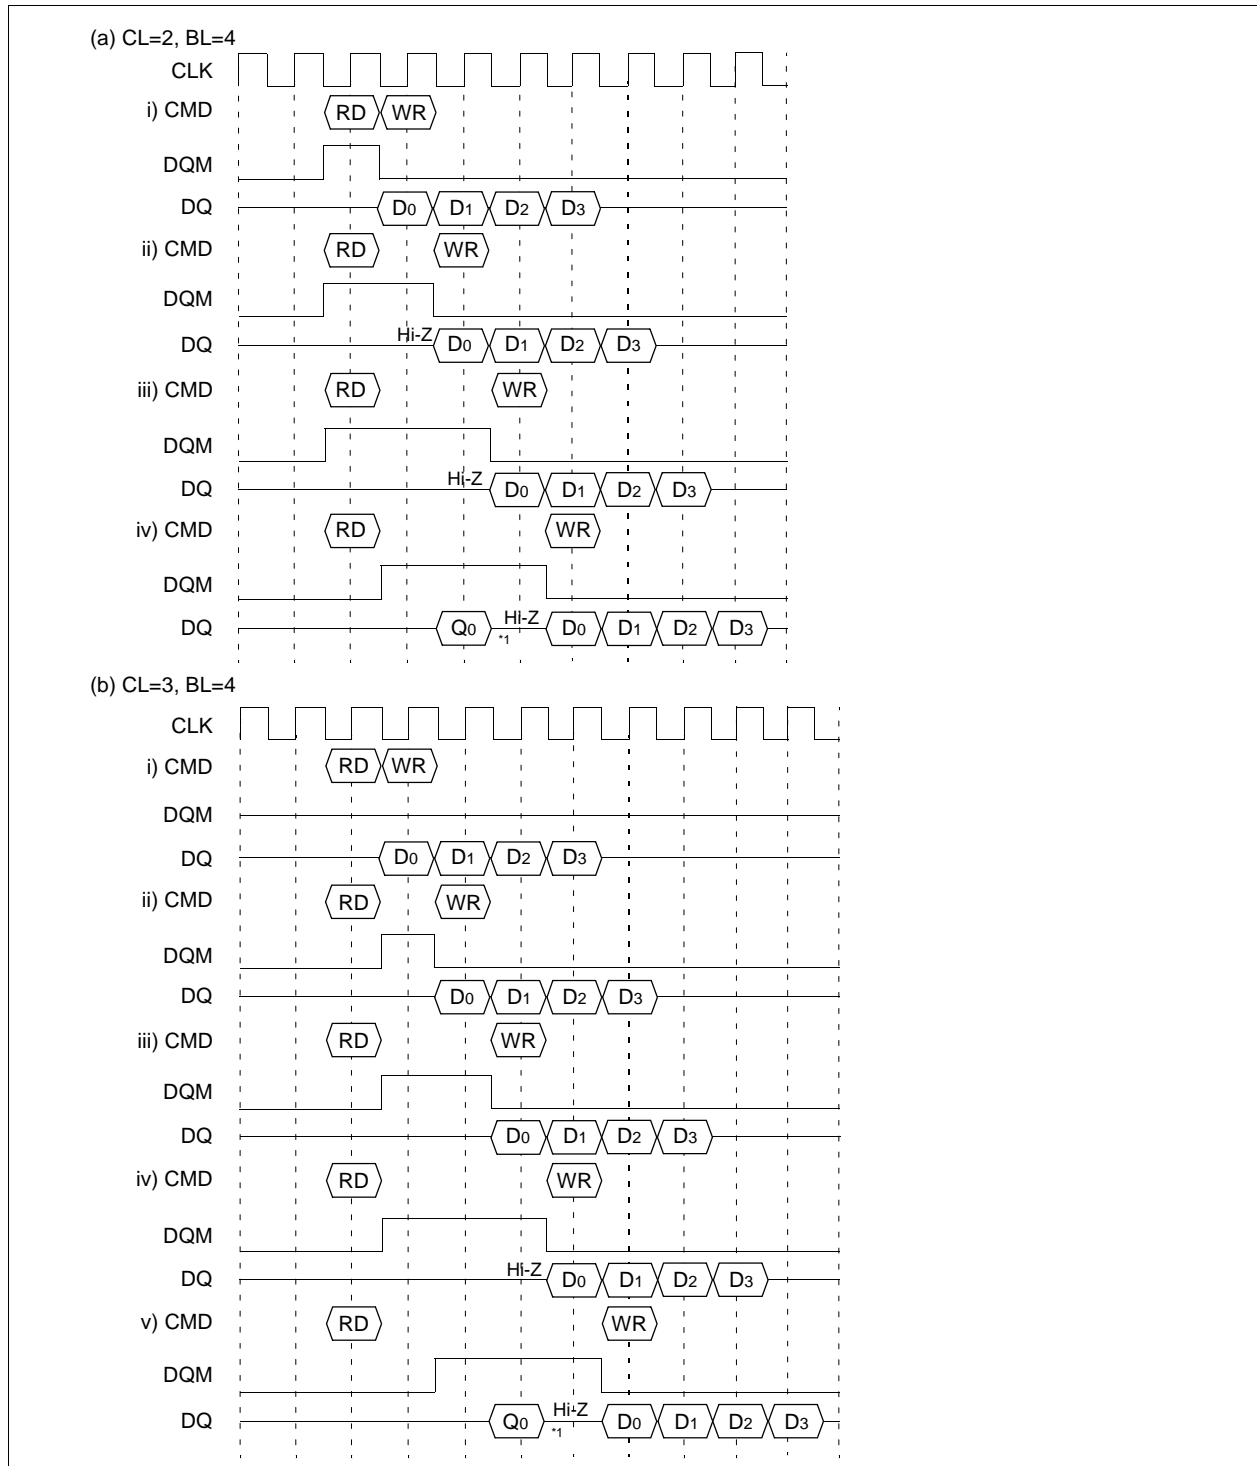 (a) CL=2, BL=4
CLK
i) CMD RD WR
DQM
DQ D0 D1 D2 D3
ii) CMD RD WR
DQM
DQ Hi-Z D0 D1 D2 D3
iii) CMD RD WR
DQM
DQ Hi-Z D0 D1 D2 D3
iv) CMD RD WR
DQM
DQ Q0 Hi-Z *1 D0 D1 D2 D3
(b) CL=3, BL=4
CLK
i) CMD RD WR
DQM
DQ D0 D1 D2 D3
ii) CMD RD WR
DQM
DQ D0 D1 D2 D3
iii) CMD RD WR
DQM
DQ D0 D1 D2 D3
iv) CMD RD WR
DQM
DQ Hi-Z D0 D1 D2 D3
v) CMD RD WR
DQM
DQ Q0 Hi-Z *1 D0 D1 D2 D3